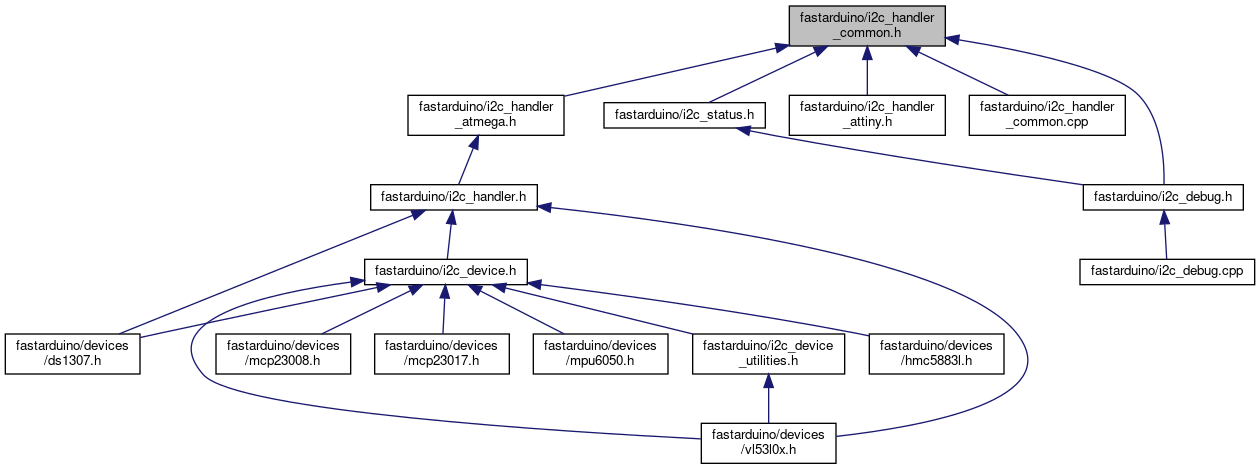 fastarduino/i2c_handler
_common.h
fastarduino/i2c_handler
_atmega.h
fastarduino/i2c_status.h
fastarduino/i2c_handler
_attiny.h
fastarduino/i2c_handler
_common.cpp
fastarduino/i2c_handler.h
fastarduino/i2c_debug.h
fastarduino/i2c_device.h
fastarduino/i2c_debug.cpp
fastarduino/devices
/ds1307.h
fastarduino/devices
/mcp23008.h
fastarduino/devices
/mcp23017.h
fastarduino/devices
/mpu6050.h
fastarduino/i2c_device
_utilities.h
fastarduino/devices
/hmc5883l.h
fastarduino/devices
/vl53l0x.h